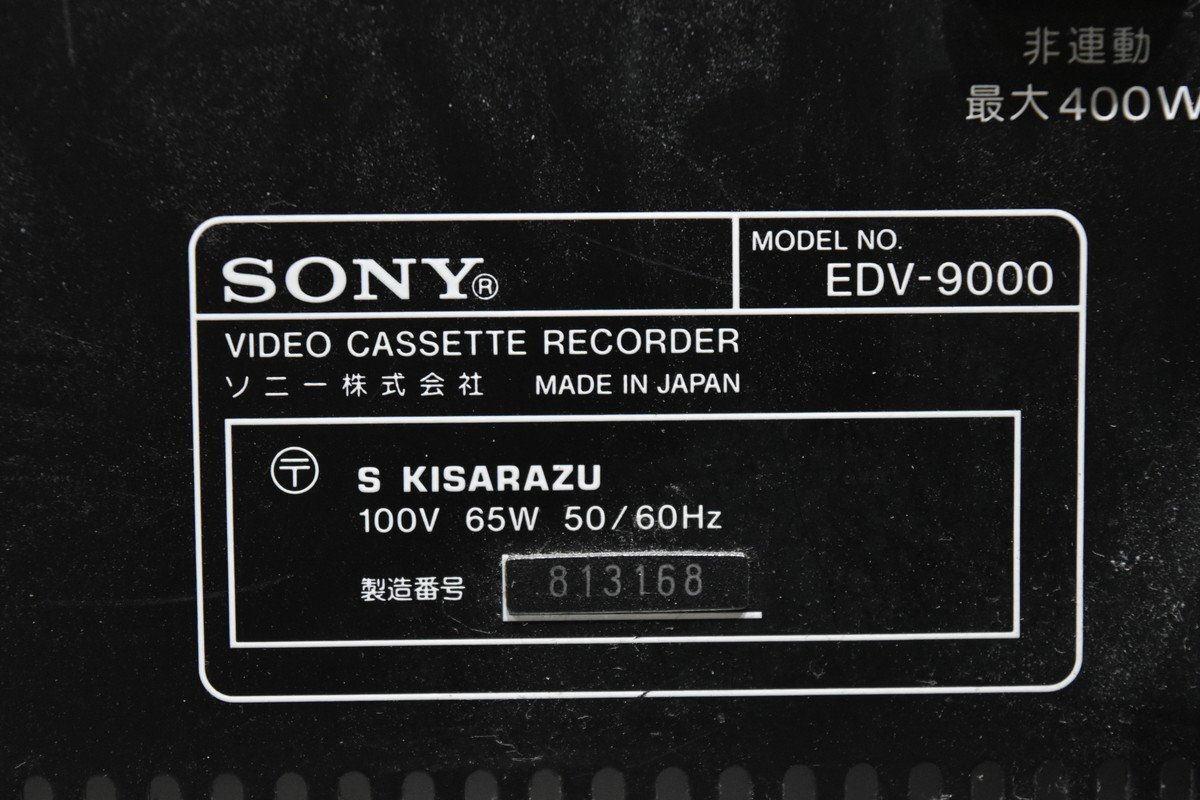 非連動
最大400W
SONY®
MODEL NO.
EDV-9000
VIDEO CASSETTE RECORDER
ソニー株式会社 MADE IN JAPAN
〒 S KISARAZU
100V 65W 50/60Hz
製造番号 813168